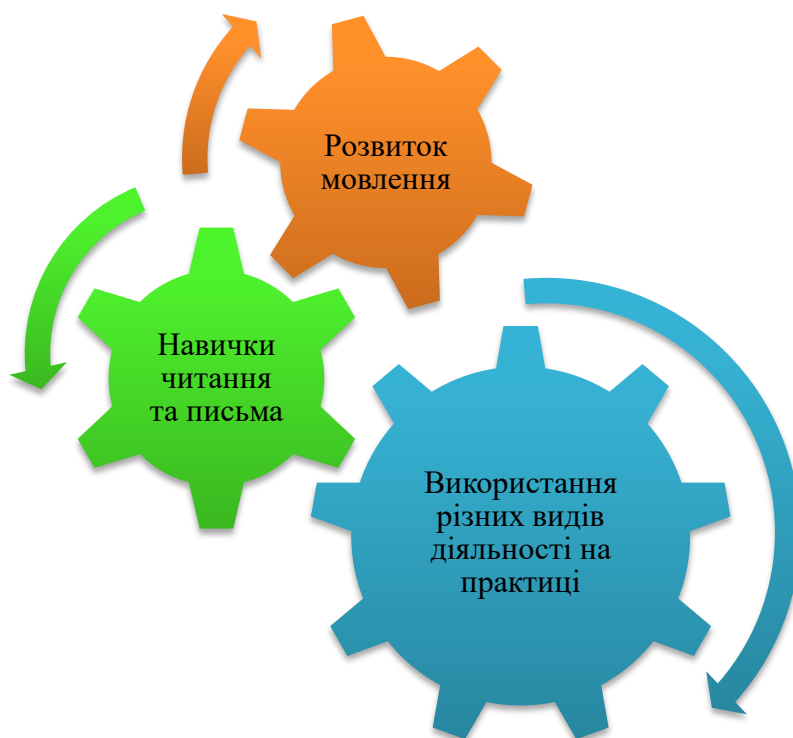 Розвиток
мовлення
Навички
читання
та письма
Використання
різних видів
діяльності на
практиці